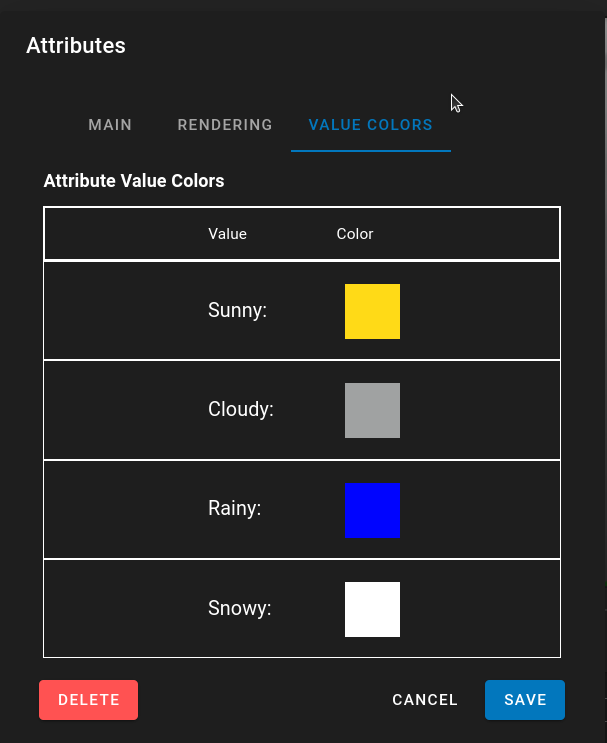 Attributes
MAIN RENDERING VALUE COLORS
Attribute Value Colors
Value Color
Sunny:
Cloudy:
Rainy:
Snowy:
DELETE CANCEL SAVE